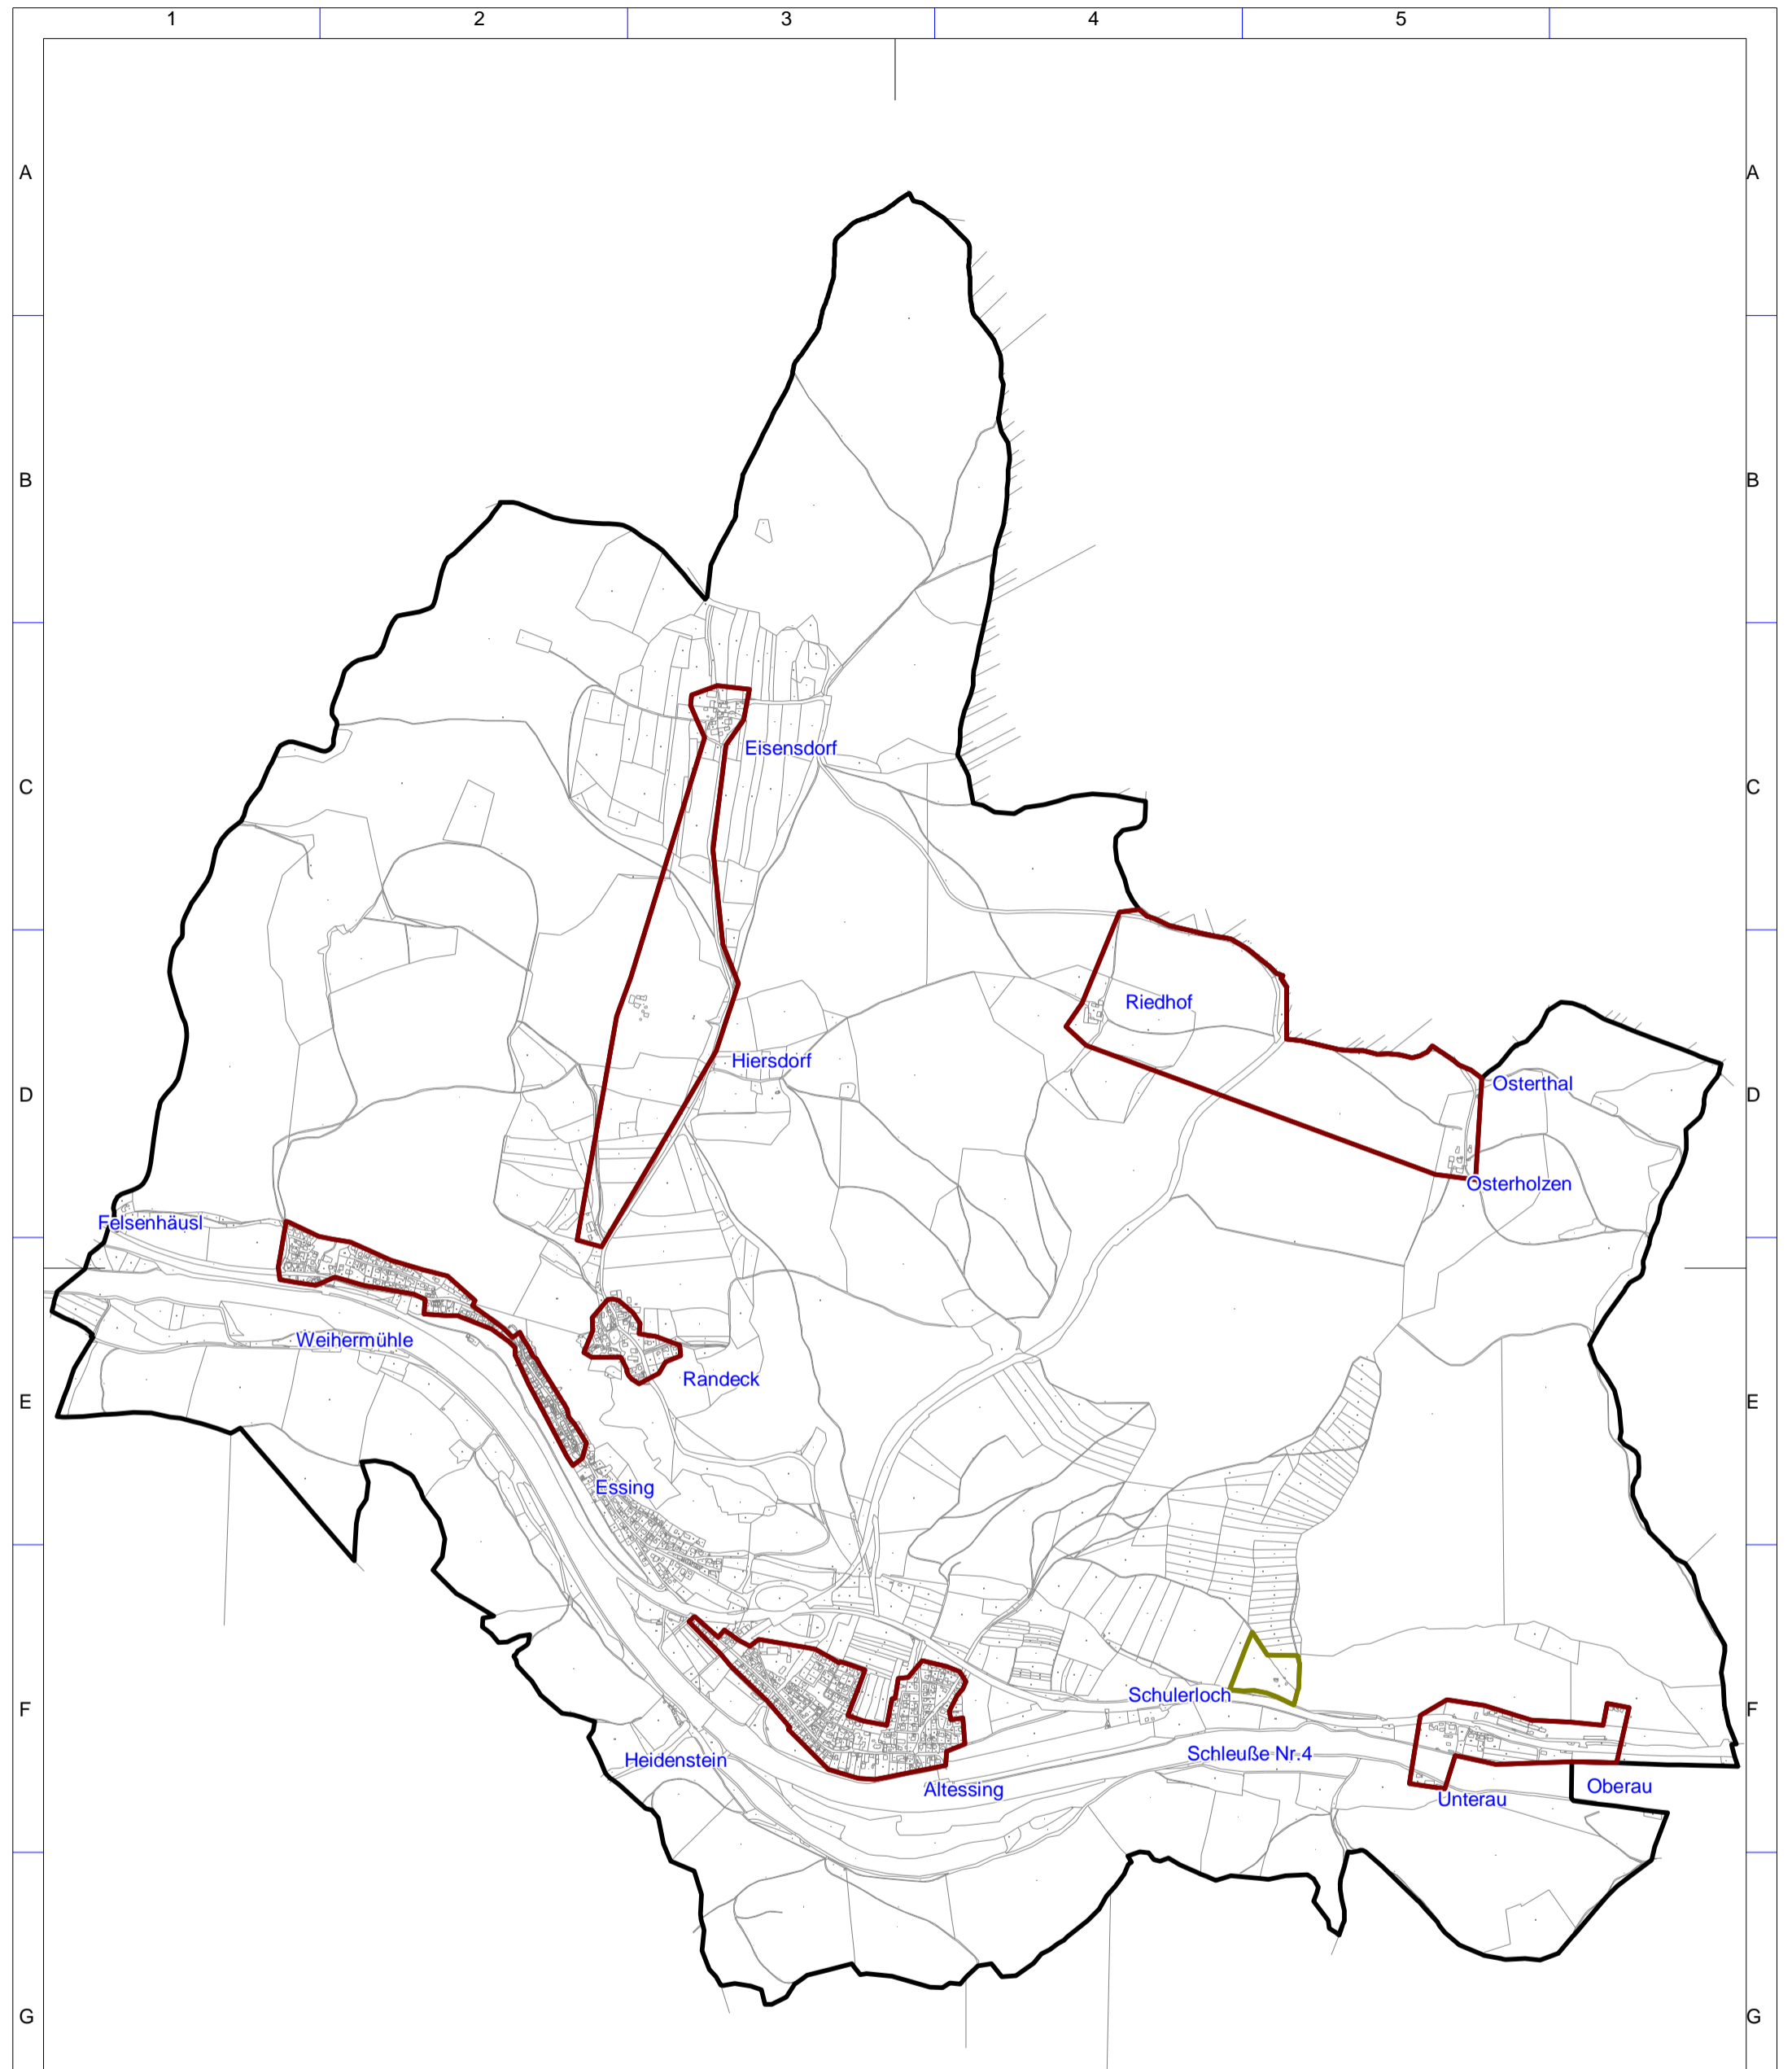 1 2 3 4 5
A A
B B
Eisensdorf
C C
Riedhof
Hiersdorf
Osterthal
D D
Osterholzen
Felsenhäusl
Weihermühle
Randeck
E E
Essing
Schulerloch
F F
Schleuße Nr.4
Heidenstein
Oberau
Altessing
Unterau
G G